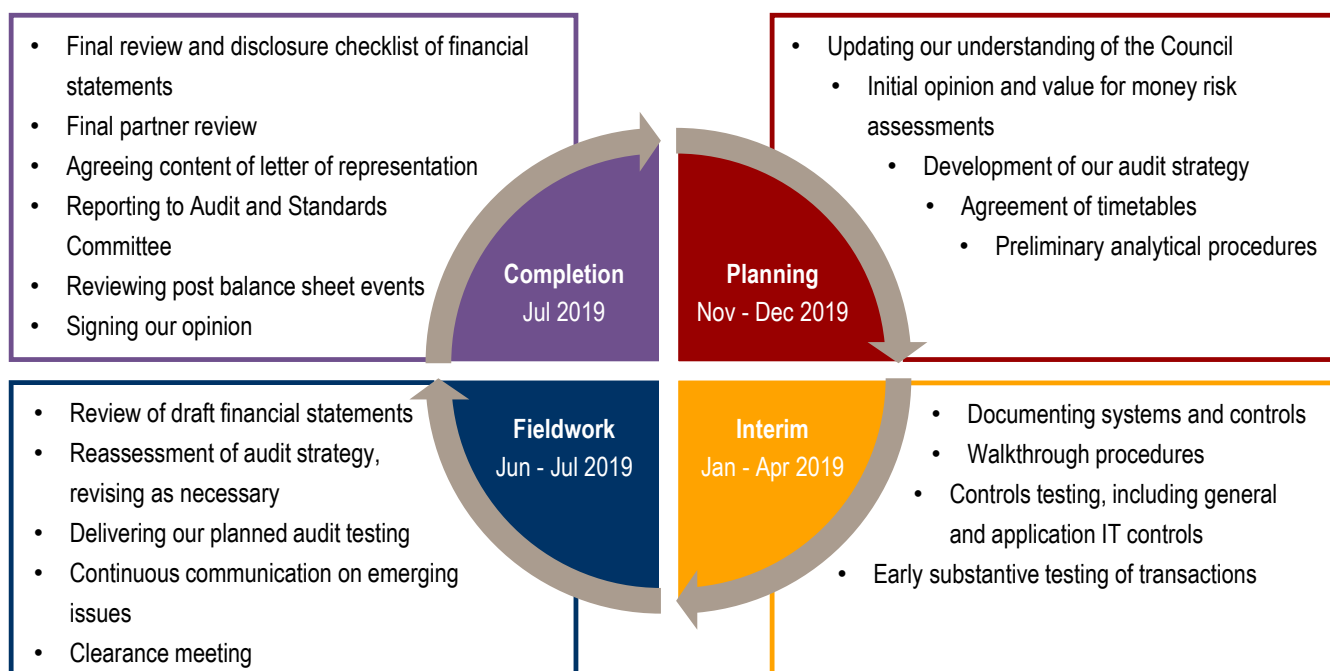 • Final review and disclosure checklist of financial
statements
• Final partner review
• Agreeing content of letter of representation
• Reporting to Audit and Standards
Committee
• Reviewing post balance sheet events
• Signing our opinion
• Updating our understanding of the Council
• Initial opinion and value for money risk
assessments
• Development of our audit strategy
• Agreement of timetables
• Preliminary analytical procedures
Completion
Jul 2019
Planning
Nov - Dec 2019
Fieldwork
Jun - Jul 2019
Interim
Jan - Apr 2019
• Review of draft financial statements
• Reassessment of audit strategy,
revising as necessary
• Delivering our planned audit testing
• Continuous communication on emerging
issues
• Clearance meeting
• Documenting systems and controls
• Walkthrough procedures
• Controls testing, including general
and application IT controls
• Early substantive testing of transactions